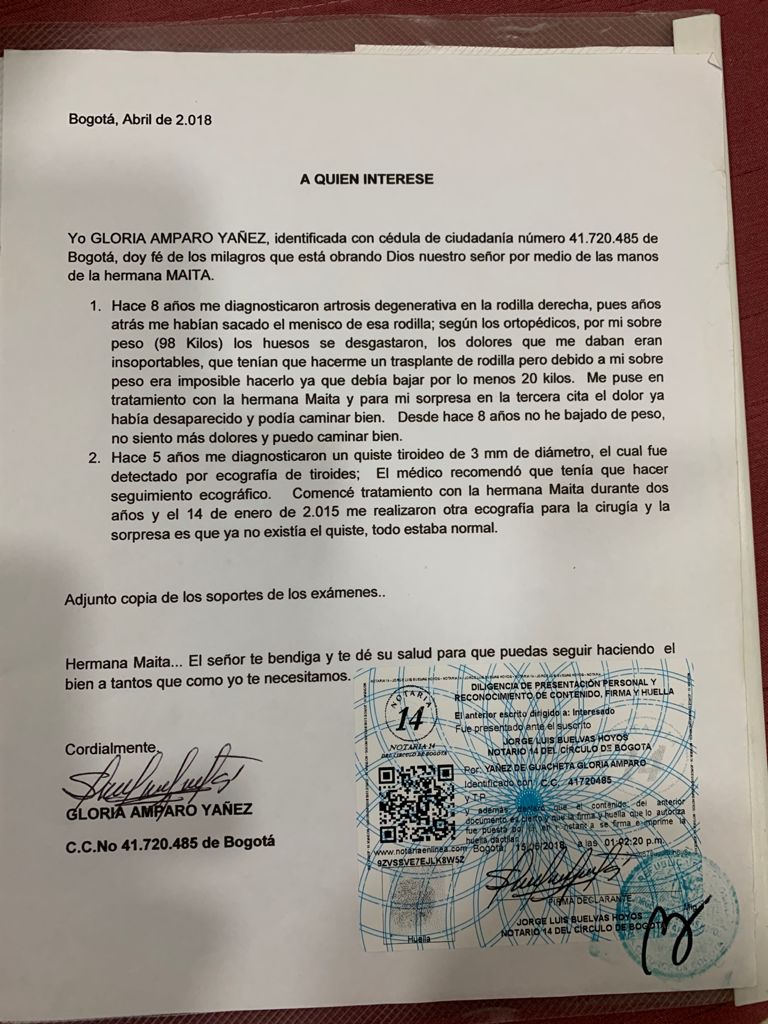 Bogotá, Abril de 2.018
A QUIEN INTERESE
Yo GLORIA AMPARO YAÑEZ, identificada con cédula de ciudadanía número 41.720.485 de
Bogotá, doy fé de los milagros que está obrando Dios nuestro señor por medio de las manos
de la hermana MAITA.
1. Hace 8 años me diagnosticaron artrosis degenerativa en la rodilla derecha, pues años
atrás me habían sacado el menisco de esa rodilla; según los ortopédicos, por mi sobre
peso (98 Kilos) los huesos se desgastaron, los dolores que me daban eran
insoportables, que tenían que hacerme un trasplante de rodilla pero debido a mi sobre
peso era imposible hacerlo ya que debía bajar por lo menos 20 kilos. Me puse en
tratamiento con la hermana Maita y para mi sorpresa en la tercera cita el dolor ya
había desaparecido y podía caminar bien. Desde hace 8 años no he bajado de peso,
no siento más dolores y puedo caminar bien.
2. Hace 5 años me diagnosticaron un quiste tiroideo de 3 mm de diámetro, el cual fue
detectado por ecografía de tiroides; El médico recomendó que tenía que hacer
seguimiento ecográfico. Comencé tratamiento con la hermana Maita durante dos
años y el 14 de enero de 2.015 me realizaron otra ecografía para la cirugía y la
sorpresa es que ya no existía el quiste, todo estaba normal.
Adjunto copia de los soportes de los exámenes..
Hermana Maita... El señor te bendiga y te dé su salud para que puedas seguir haciendo el
bien a tantos que como yo te necesitamos.
Cordialmente,
GLORIA AMPARO YAÑEZ
C.C.No 41.720.485 de Bogotá
NOTARIA
14
NOTARIA 14
DEL CIRCULO DE BOGOTA
DILIGENCIA DE PRESENTACIÓN PERSONAL Y
RECONOCIMIENTO DE CONTENIDO, FIRMA Y HUELLA
El anterior escrito dirigido a: Interesado
Fue presentado ante el suscrito
JORGE LUIS BUELVAS HOYOS
NOTARIO 14 DEL CÍRCULO DE BOGOTA
Por: YAÑEZ DE GUACHETA GLORIA AMPARO
Identificado con: C.C. 41720485
y T.P.
y además declaró que el contenido del anterior
documento es cierto y que la firma y huella que lo autoriza
fue puesta por él en constancia se firma e imprime la
huella dactilar.
www.notariaenlinea.com Bogotá, 15/06/2018 a las 01:02:20 p.m.
9ZVSSVE7EJLK8W5Z
FIRMA DECLARANTE
JORGE LUIS BUELVAS HOYOS
NOTARIO 14 DEL CÍRCULO DE BOGOTA
Huella